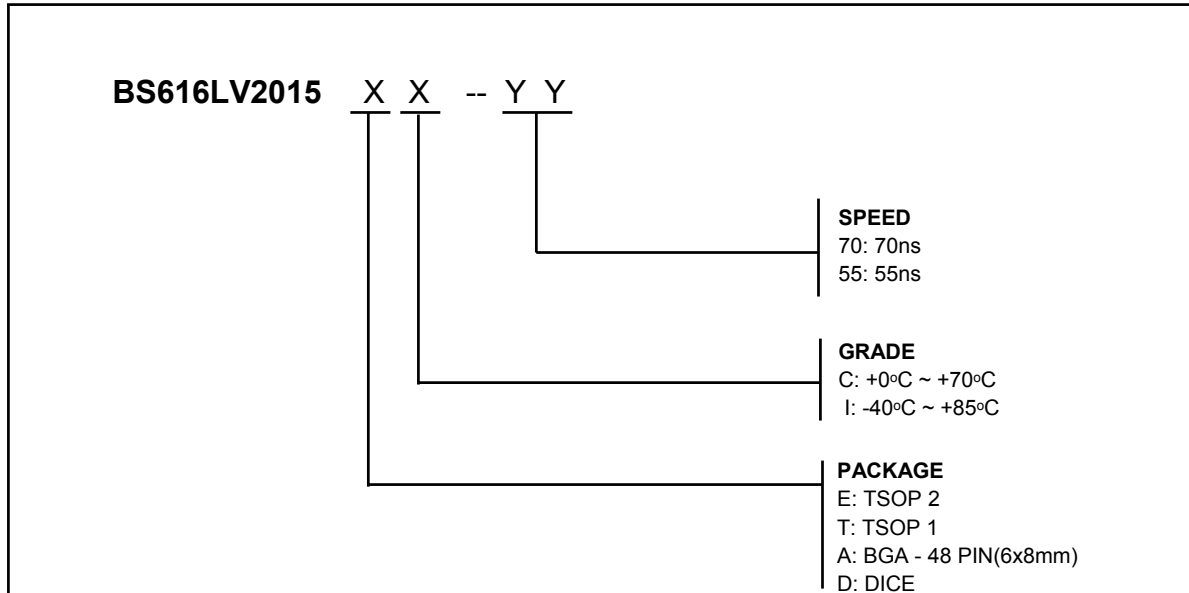 BS616LV2015 X X -- Y Y
SPEED
70: 70ns
55: 55ns
GRADE
C: +0oC ~ +70oC
I: -40oC ~ +85oC
PACKAGE
E: TSOP 2
T: TSOP 1
A: BGA - 48 PIN(6x8mm)
D: DICE